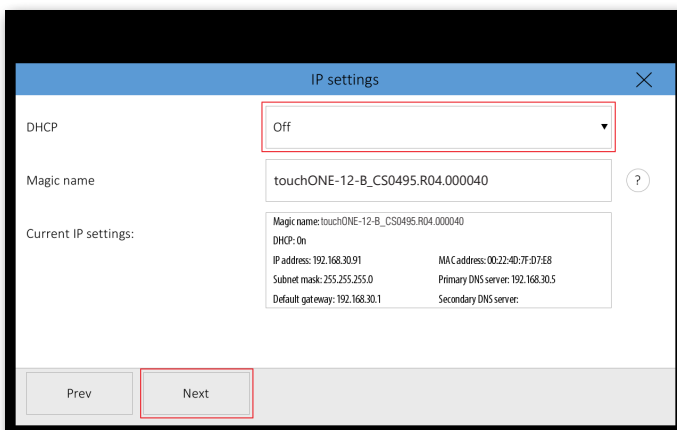 IP settings
DHCP
Off
Magic name
touchONE-12-B_CS0495.R04.000040
?
Current IP settings:
Magic name: touchONE-12-B_CS0495.R04.000040
DHCP: On
IP address: 192.168.30.91 MAC address: 00:22:4D:7F:D7:E8
Subnet mask: 255.255.255.0 Primary DNS server: 192.168.30.5
Default gateway: 192.168.30.1 Secondary DNS server:
Prev Next